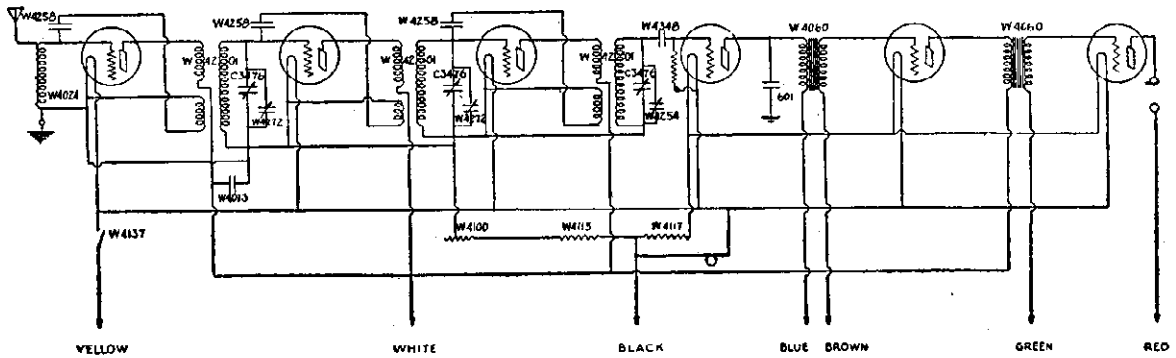 W4258
W4258
W4258
W4348
W4060
W4060
W4201
W4201
W4201
C3476
C3476
C3476
W4024
W4272
W4272
W4254
601
W4013
W4137
W4100
W4115
W4117
YELLOW
WHITE
BLACK
BLUE
BROWN
GREEN
RED